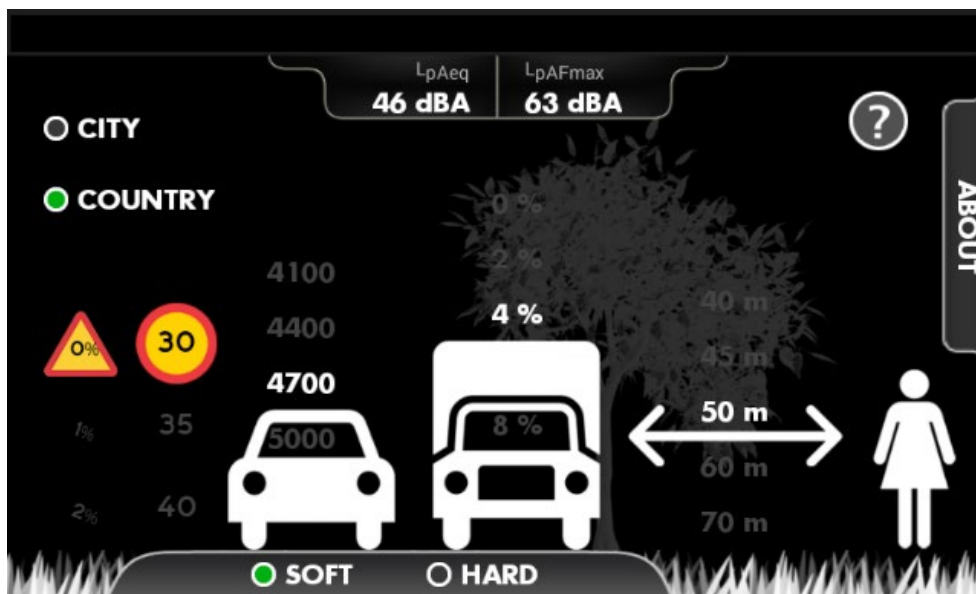 LpAeq
46 dBA
LpAFmax
63 dBA
?
CITY
COUNTRY
ABOUT
0%
1%
2%
30
35
40
4100
4400
4700
5000
0 %
2 %
4 %
8 %
40 m
45 m
50 m
60 m
70 m
SOFT
HARD